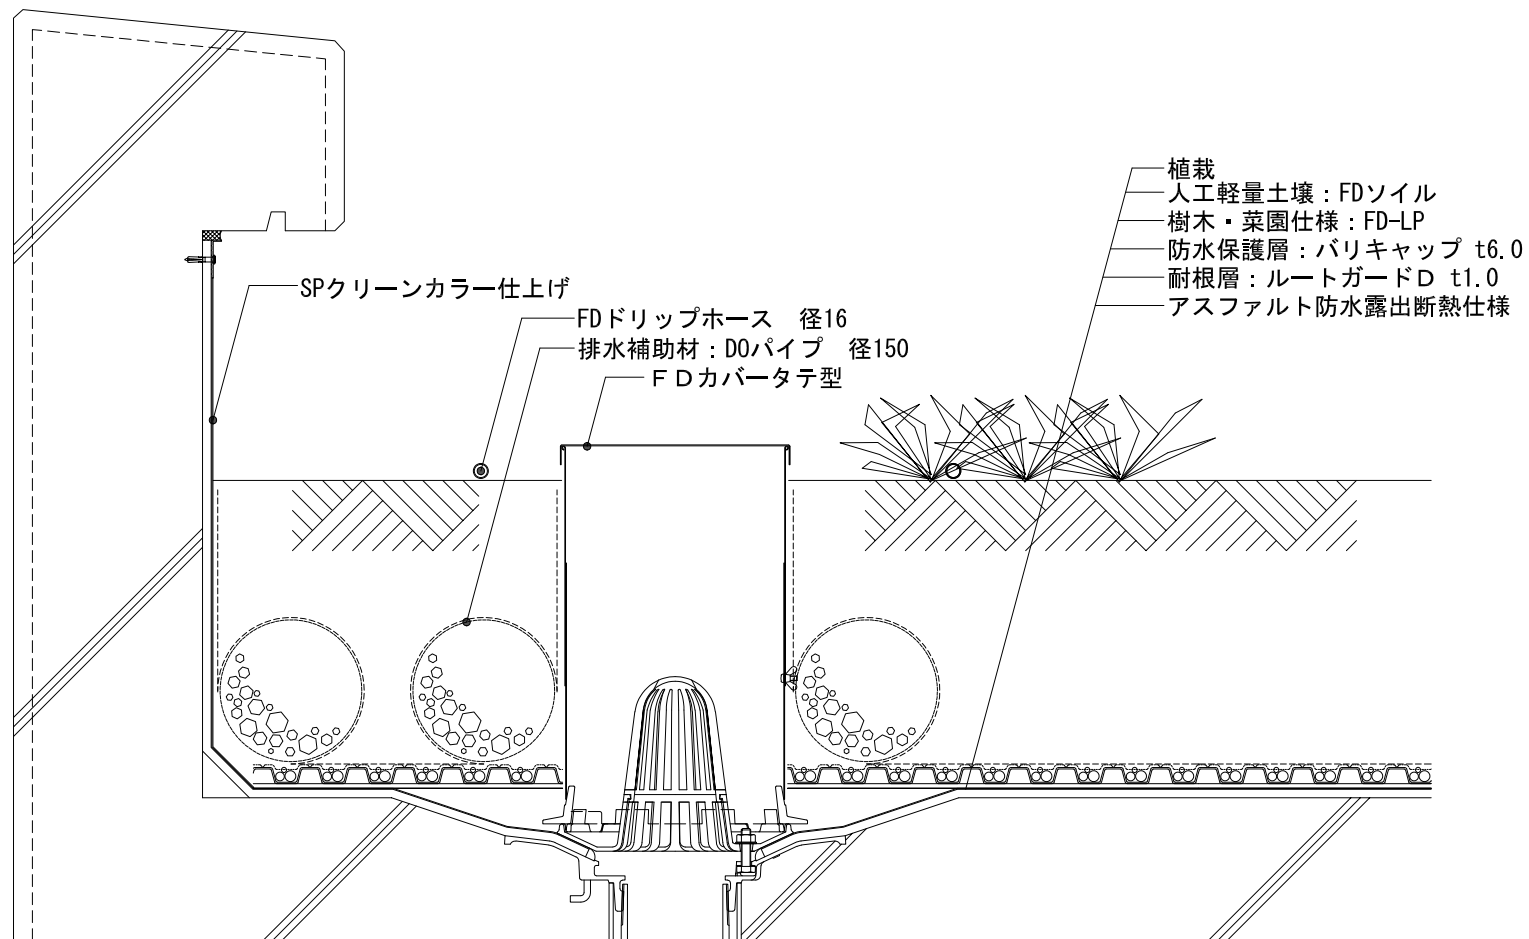 植栽
人工軽量土壌：FDソイル
樹木・菜園仕様：FD-LP
防水保護層：バリキャップ t6.0
耐根層：ルートガードＤ t1.0
アスファルト防水露出断熱仕様
SPクリーンカラー仕上げ
FDドリップホース　径16
排水補助材：DOパイプ　径150
ＦＤカバータテ型